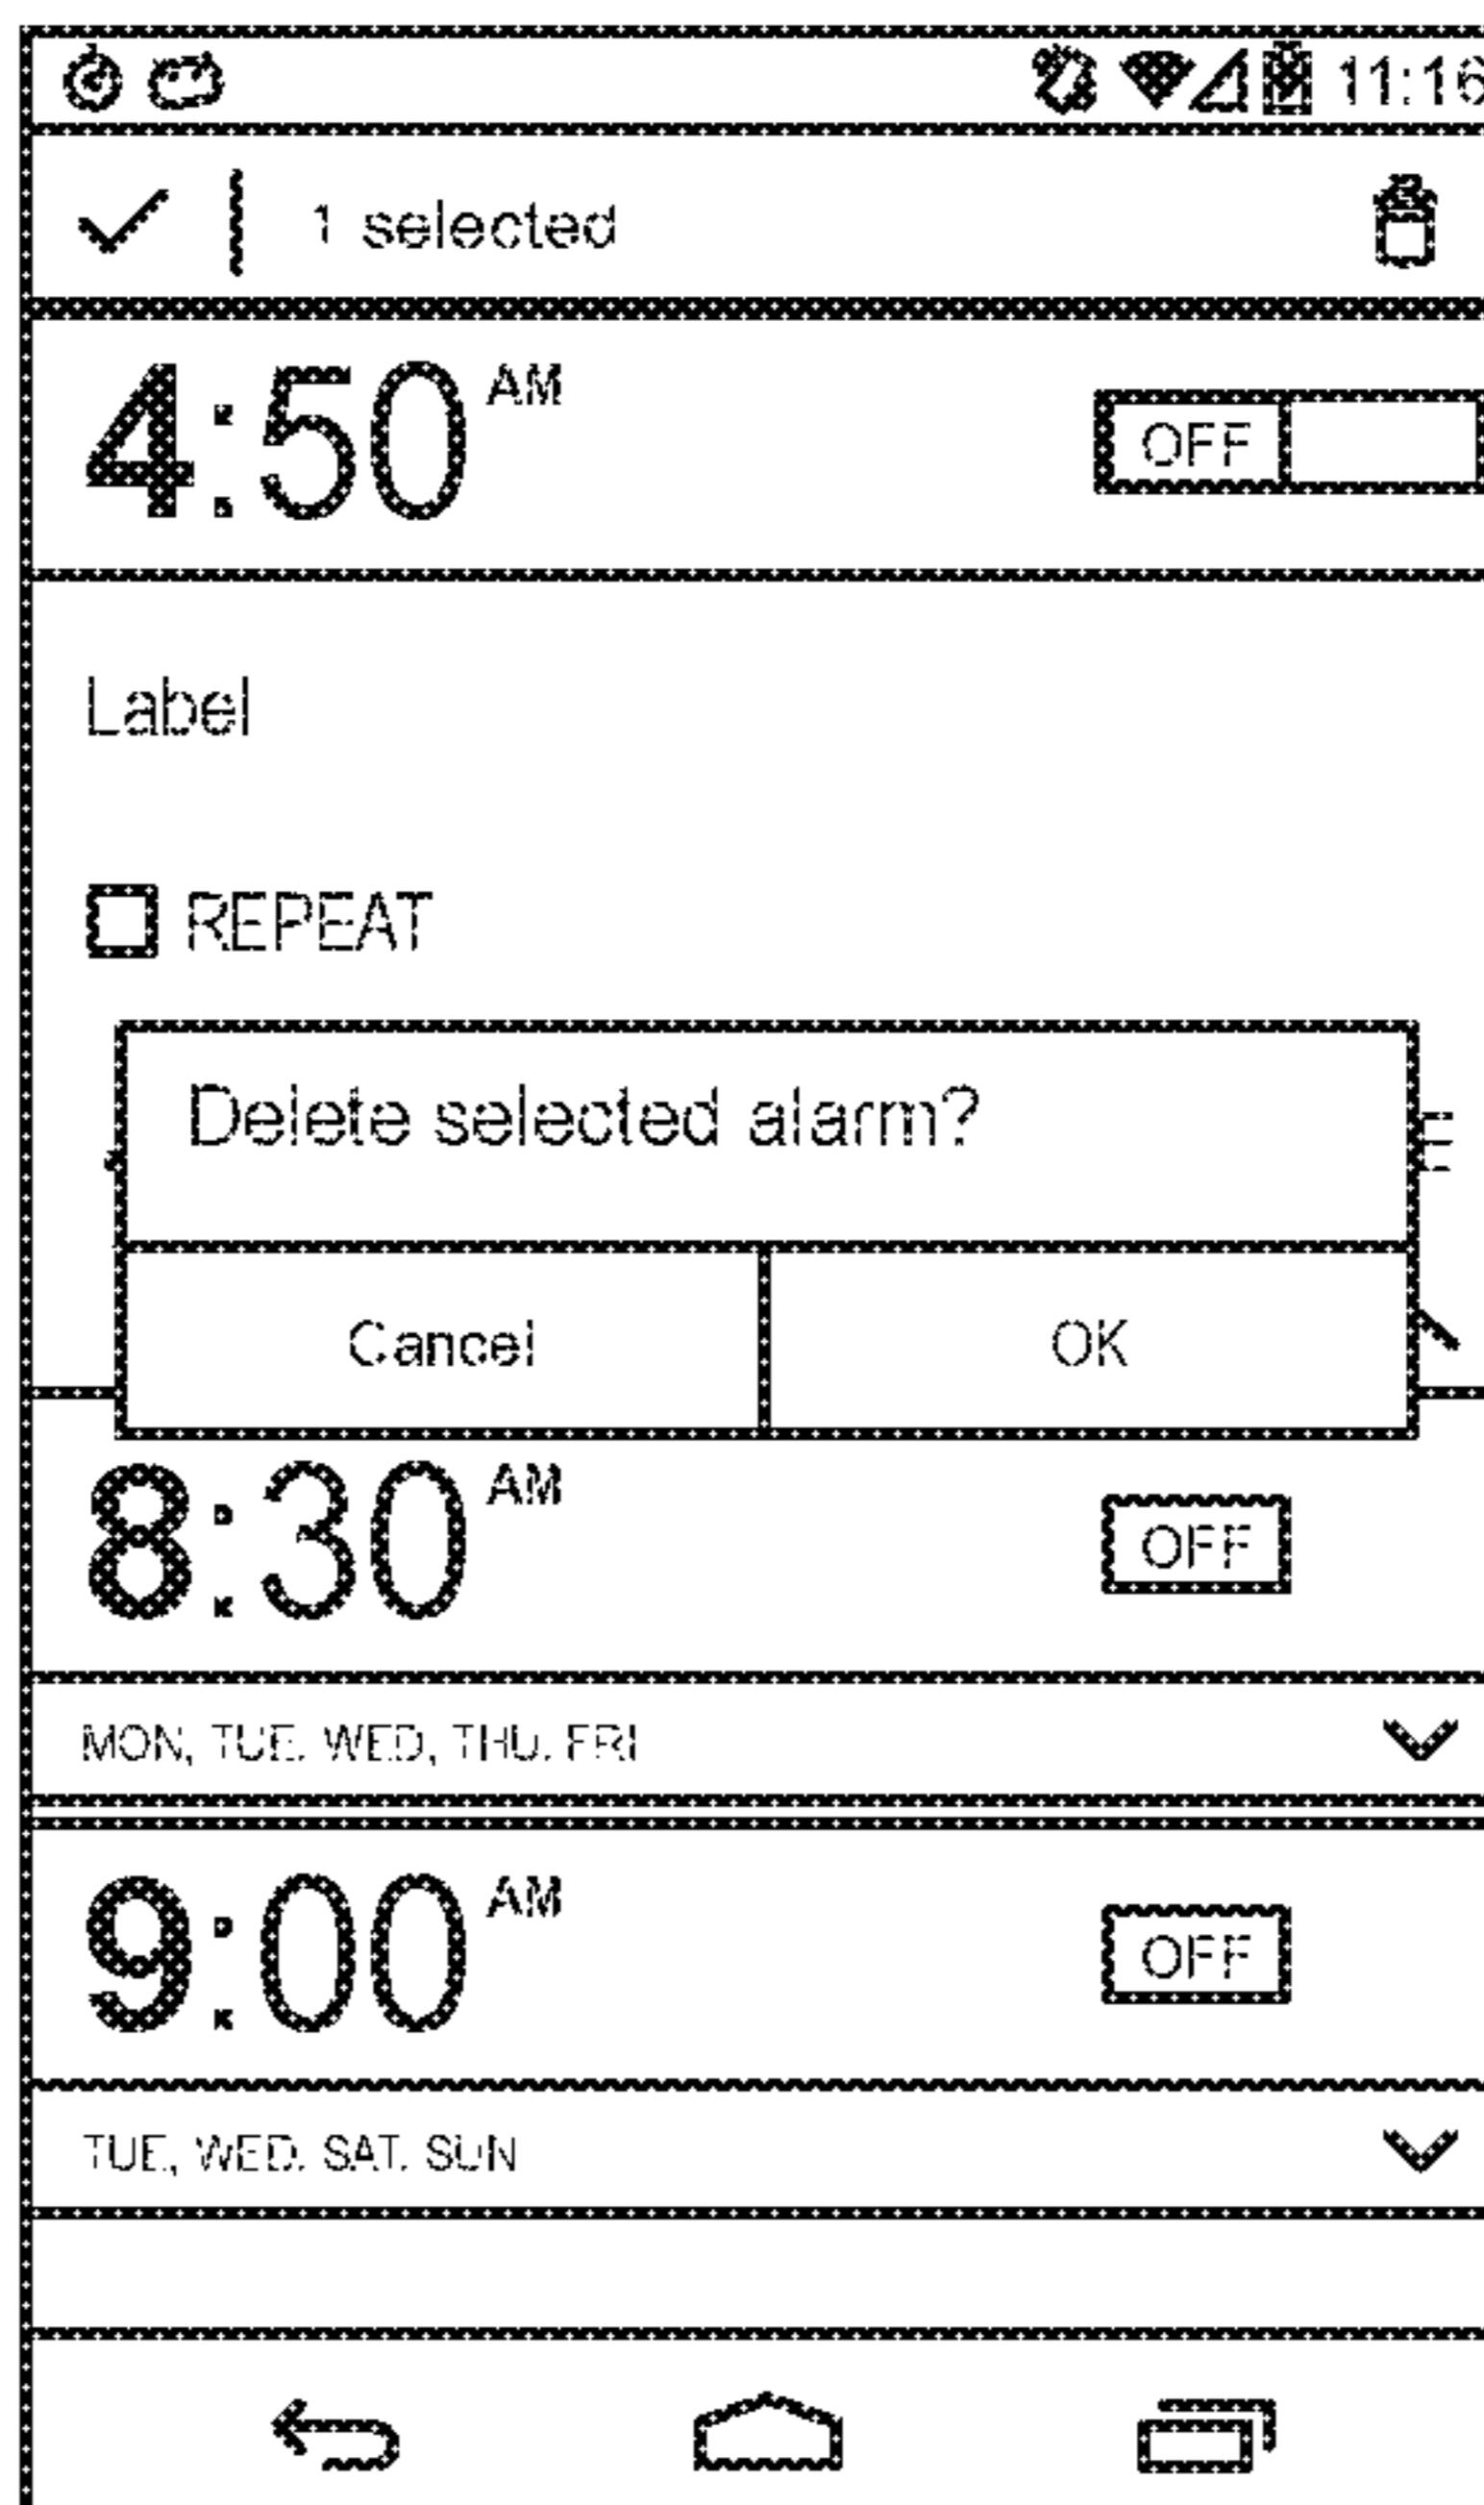 11:16
1 selected
4:50 AM
OFF
Label
REPEAT
Delete selected alarm?
E
Cancel
OK
8:30 AM
OFF
MON, TUE, WED, THU, FRI
9:00 AM
OFF
TUE, WED, SAT, SUN